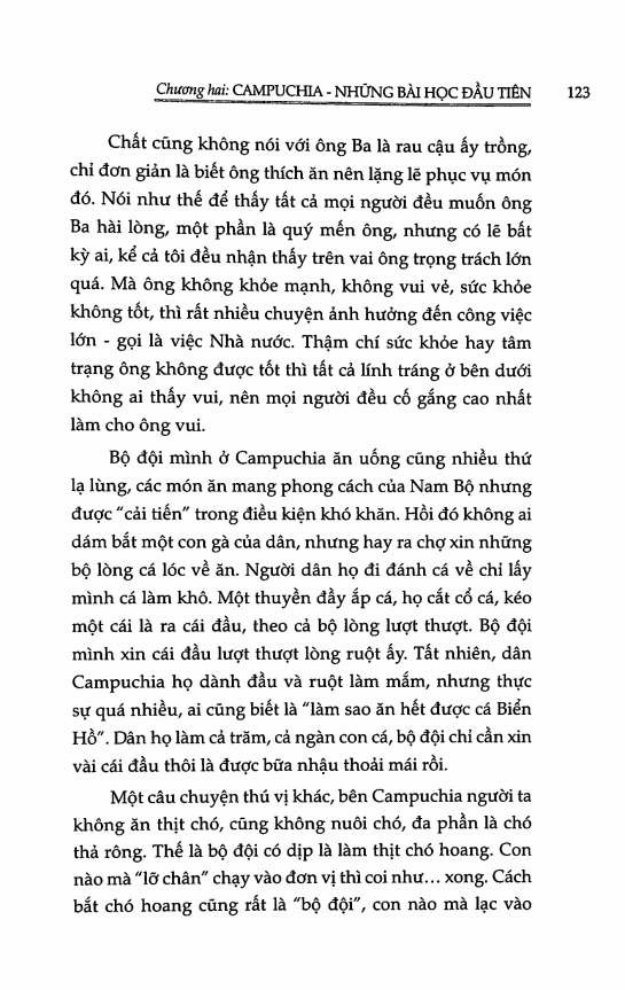 Chương hai: CAMPUCHIA - NHỮNG BÀI HỌC ĐẦU TIÊN 123
Chất cũng không nói với ông Ba là rau cậu ấy trồng,
chỉ đơn giản là biết ông thích ăn nên lặng lẽ phục vụ món
đó. Nói như thế để thấy tất cả mọi người đều muốn ông
Ba hài lòng, một phần là quý mến ông, nhưng có lẽ bất
kỳ ai, kể cả tôi đều nhận thấy trên vai ông trọng trách lớn
quá. Mà ông không khỏe mạnh, không vui vẻ, sức khỏe
không tốt, thì rất nhiều chuyện ảnh hưởng đến công việc
lớn - gọi là việc Nhà nước. Thậm chí sức khỏe hay tâm
trạng ông không được tốt thì tất cả lính tráng ở bên dưới
không ai thấy vui, nên mọi người đều cố gắng cao nhất
làm cho ông vui.
Bộ đội mình ở Campuchia ăn uống cũng nhiều thứ
lạ lùng, các món ăn mang phong cách của Nam Bộ nhưng
được "cải tiến" trong điều kiện khó khăn. Hồi đó không ai
dám bắt một con gà của dân, nhưng hay ra chợ xin những
bộ lòng cá lóc về ăn. Người dân họ đi đánh cá về chỉ lấy
mình cá làm khô. Một thuyền đầy ắp cá, họ cắt cổ cá, kéo
một cái là ra cái đầu, theo cả bộ lòng lượt thượt. Bộ đội
mình xin cái đầu lượt thượt lòng ruột ấy. Tất nhiên, dân
Campuchia họ dành đầu và ruột làm mắm, nhưng thực
sự quá nhiều, ai cũng biết là "làm sao ăn hết được cá Biển
Hồ". Dân họ làm cả trăm, cả ngàn con cá, bộ đội chỉ cần xin
vài cái đầu thôi là được bữa nhậu thoải mái rồi.
Một câu chuyện thú vị khác, bên Campuchia người ta
không ăn thịt chó, cũng không nuôi chó, đa phần là chó
thả rông. Thế là bộ đội có dịp là làm thịt chó hoang. Con
nào mà "lỡ chân" chạy vào đơn vị thì coi như... xong. Cách
bắt chó hoang cũng rất là "bộ đội", con nào mà lạc vào